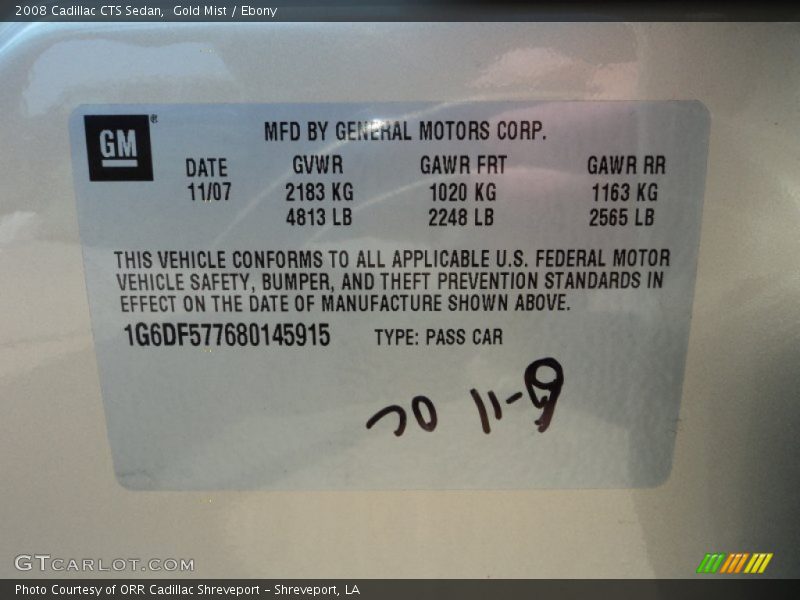 2008 Cadillac CTS Sedan, Gold Mist / Ebony
GM ®
MFD BY GENERAL MOTORS CORP.
DATE GVWR GAWR FRT GAWR RR
11/07 2183 KG 1020 KG 1163 KG
4813 LB 2248 LB 2565 LB
THIS VEHICLE CONFORMS TO ALL APPLICABLE U.S. FEDERAL MOTOR
VEHICLE SAFETY, BUMPER, AND THEFT PREVENTION STANDARDS IN
EFFECT ON THE DATE OF MANUFACTURE SHOWN ABOVE.
1G6DF577680145915 TYPE: PASS CAR
GTCARLOT.COM
Photo Courtesy of ORR Cadillac Shreveport - Shreveport, LA